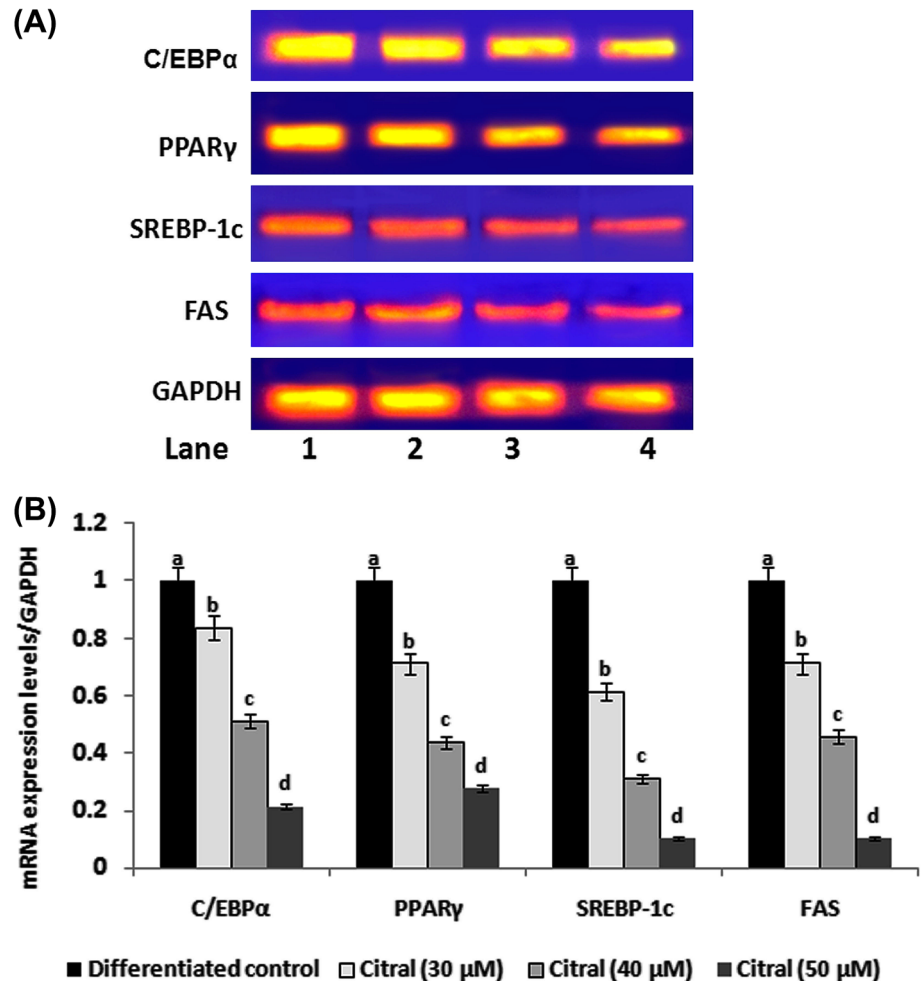 (A)
C/EBPα
PPARγ
SREBP-1c
FAS
GAPDH
Lane 1 2 3 4
(B)
mRNA expression levels/GAPDH
1.2
1
0.8
0.6
0.4
0.2
0
a b c d
a b c d
a b c d
a b c d
C/EBPα PPARγ SREBP-1c FAS
Differentiated control Citral (30 µM) Citral (40 µM) Citral (50 µM)